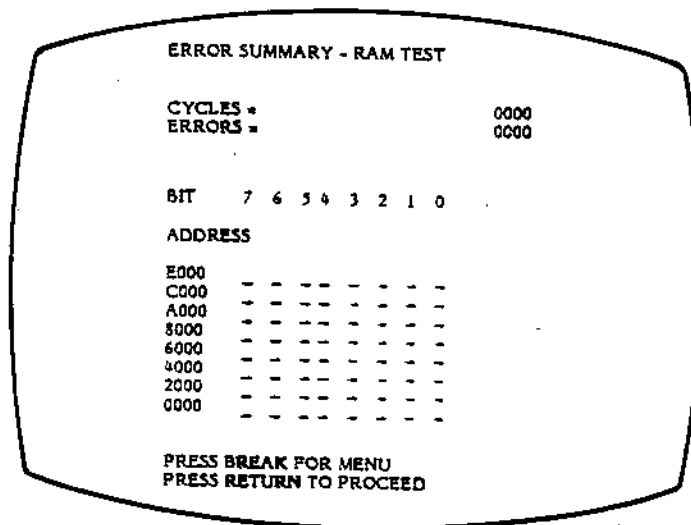 ERROR SUMMARY - RAM TEST
CYCLES = 0000
ERRORS = 0000
BIT 7 6 5 4 3 2 1 0
ADDRESS
E000 - - - - - - - -
C000 - - - - - - - -
A000 - - - - - - - -
8000 - - - - - - - -
6000 - - - - - - - -
4000 - - - - - - - -
2000 - - - - - - - -
0000 - - - - - - - -
PRESS BREAK FOR MENU
PRESS RETURN TO PROCEED